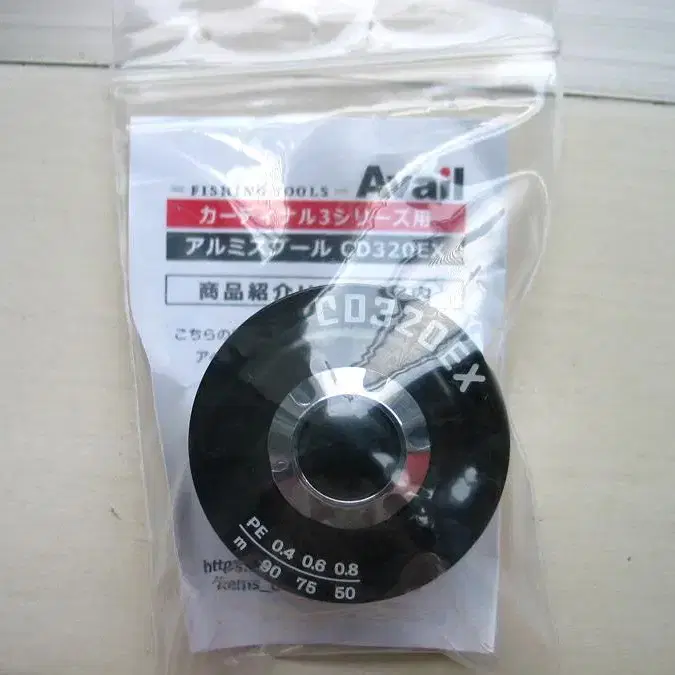 FISHING TOOLS Avail
カーディナル3シリーズ用
アルミスプール CD320EX
商品紹介
こちらの
CD320EX
PE 0.4 0.6 0.8
m 90 75 50